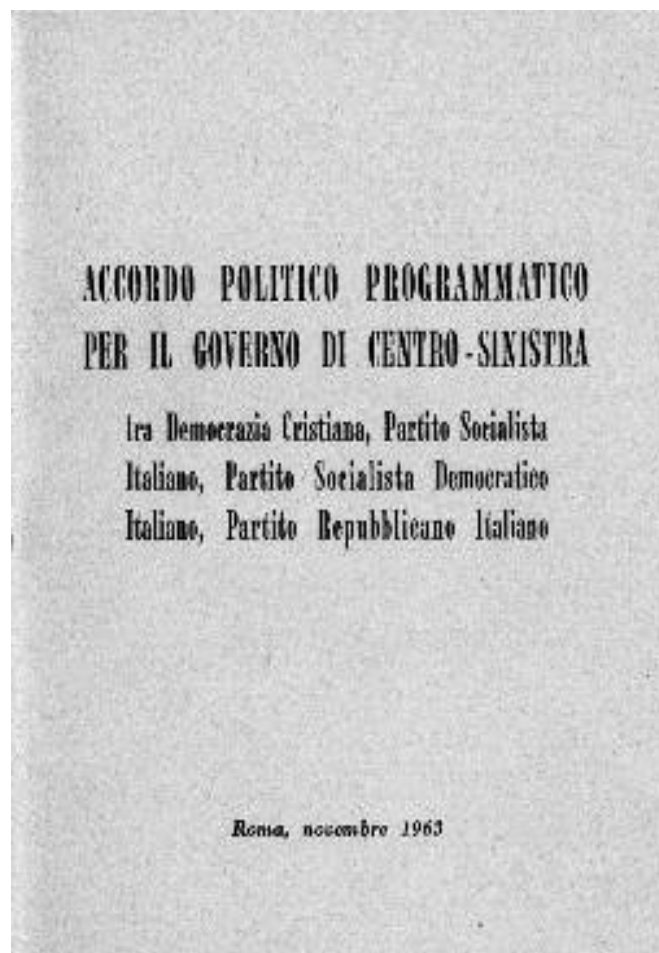 ACCORDO POLITICO PROGRAMMATICO
PER IL GOVERNO DI CENTRO-SINISTRA
tra Democrazia Cristiana, Partito Socialista
Italiano, Partito Socialista Democratico
Italiano, Partito Repubblicano Italiano
Roma, novembre 1963